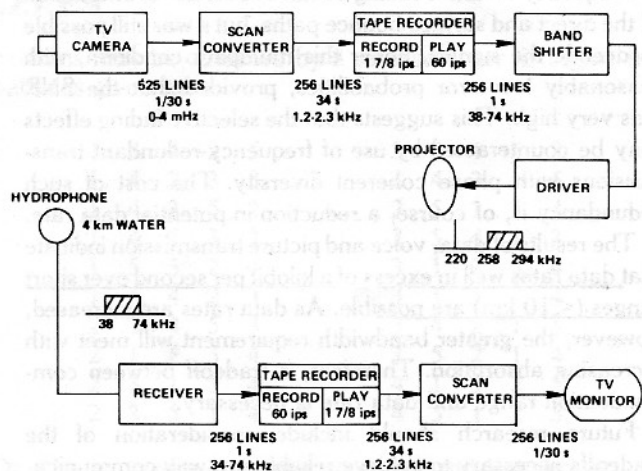 TV CAMERA
SCAN CONVERTER
TAPE RECORDER
RECORD 1 7/8 ips
PLAY 60 ips
BAND SHIFTER
525 LINES
1/30 s
0-4 mHz
256 LINES
34 s
1.2-2.3 kHz
256 LINES
1 s
38-74 kHz
PROJECTOR
DRIVER
220 258 294 kHz
HYDROPHONE
4 km WATER
38 74 kHz
RECEIVER
TAPE RECORDER
RECORD 60 ips
PLAY 1 7/8 ips
SCAN CONVERTER
TV MONITOR
256 LINES
1 s
34-74 kHz
256 LINES
34 s
1.2-2.3 kHz
256 LINES
1/30 s